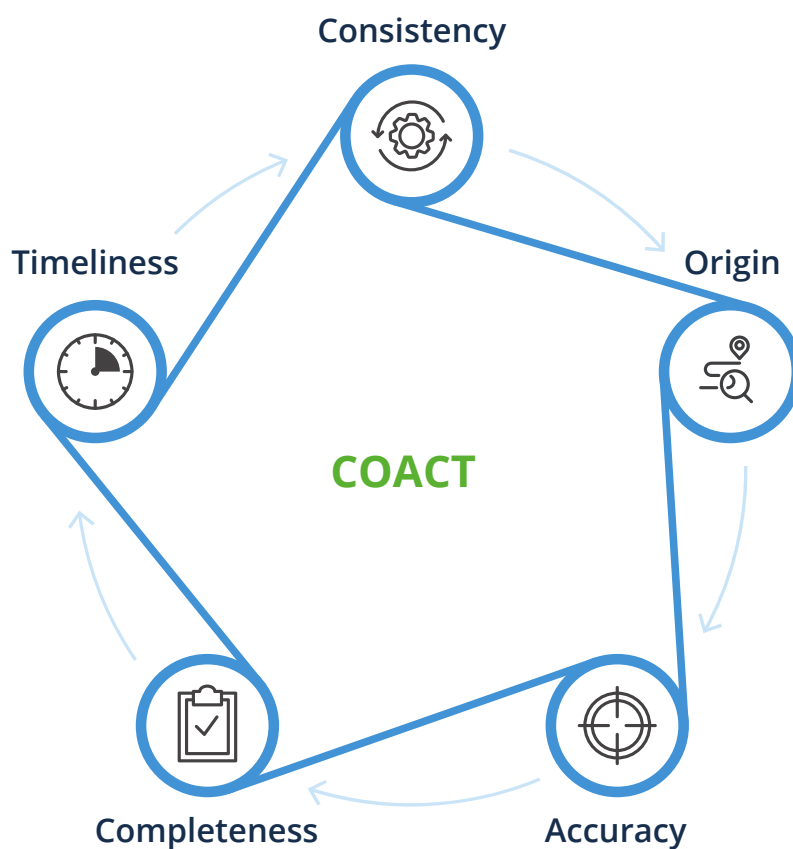 Consistency
Timeliness
Origin
COACT
Completeness
Accuracy